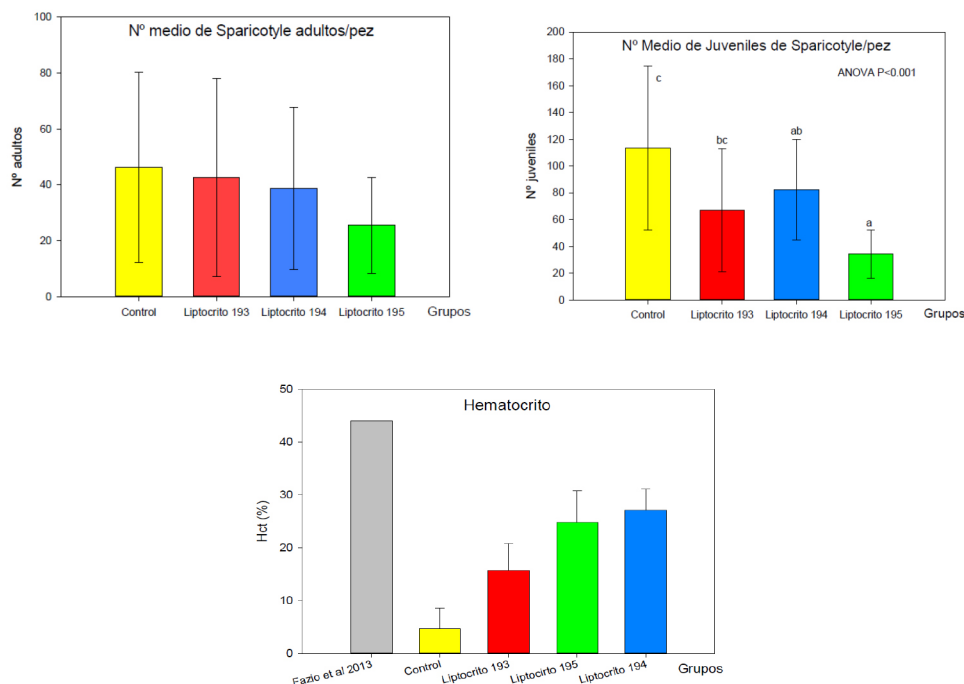 Nº medio de Sparicotyle adultos/pez
Nº adultos
100
80
60
40
20
0
Control
Liptocrito 193
Liptocrito 194
Liptocrito 195
Grupos
Nº Medio de Juveniles de Sparicotyle/pez
ANOVA P<0.001
Nº juveniles
200
180
160
140
120
100
80
60
40
20
0
c
bc
ab
a
Control
Liptocrito 193
Liptocrito 194
Liptocrito 195
Grupos
Hematocrito
Hct (%)
50
40
30
20
10
0
Fazio et al 2013
Control
Liptocrito 193
Liptocirto 195
Liptocrito 194
Grupos